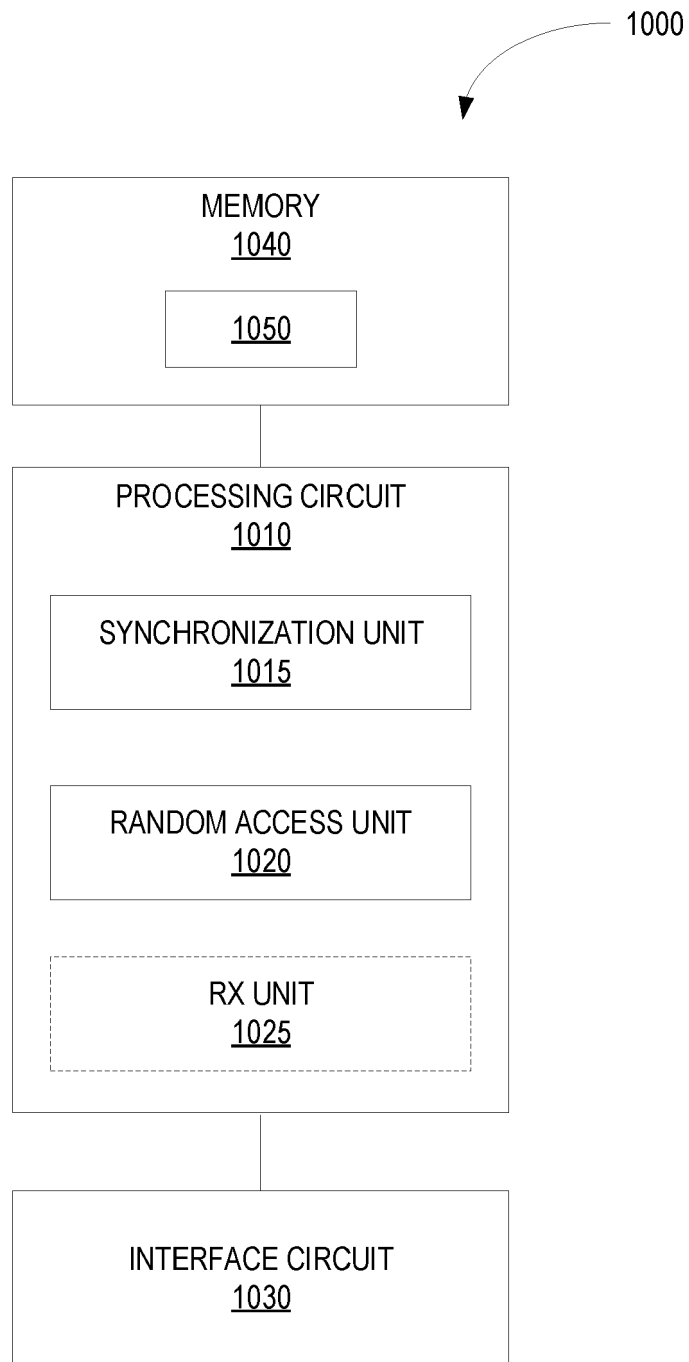 1000
MEMORY
1040
1050
PROCESSING CIRCUIT
1010
SYNCHRONIZATION UNIT
1015
RANDOM ACCESS UNIT
1020
RX UNIT
1025
INTERFACE CIRCUIT
1030